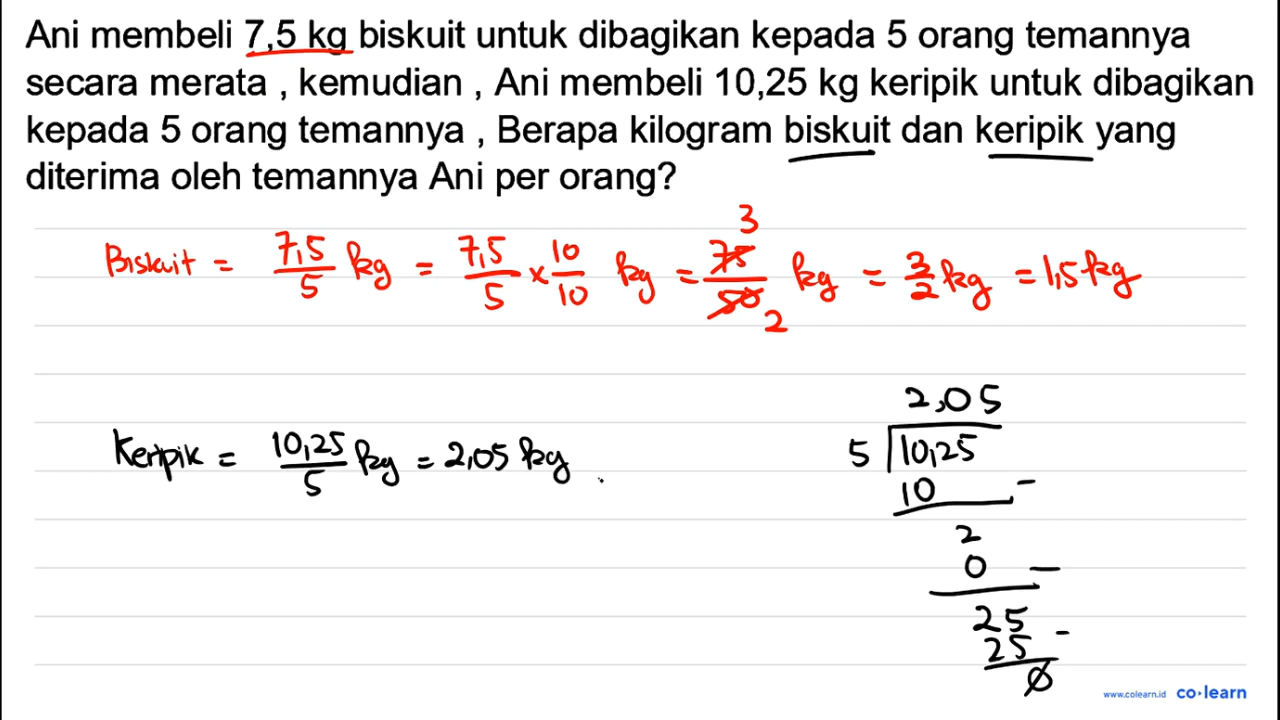 Ani membeli 7,5 kg biskuit untuk dibagikan kepada 5 orang temannya
secara merata , kemudian , Ani membeli 10,25 kg keripik untuk dibagikan
kepada 5 orang temannya , Berapa kilogram biskuit dan keripik yang
diterima oleh temannya Ani per orang?
Biskuit = 7,5/5 kg = 7,5/5 × 10/10 kg = 75/50 kg = 3/2 kg = 1,5 kg
3
2
Keripik = 10,25/5 kg = 2,05 kg .
2,05
5 10,25
10 -
2
0 -
25
25 -
0
www.colearn.id co·learn